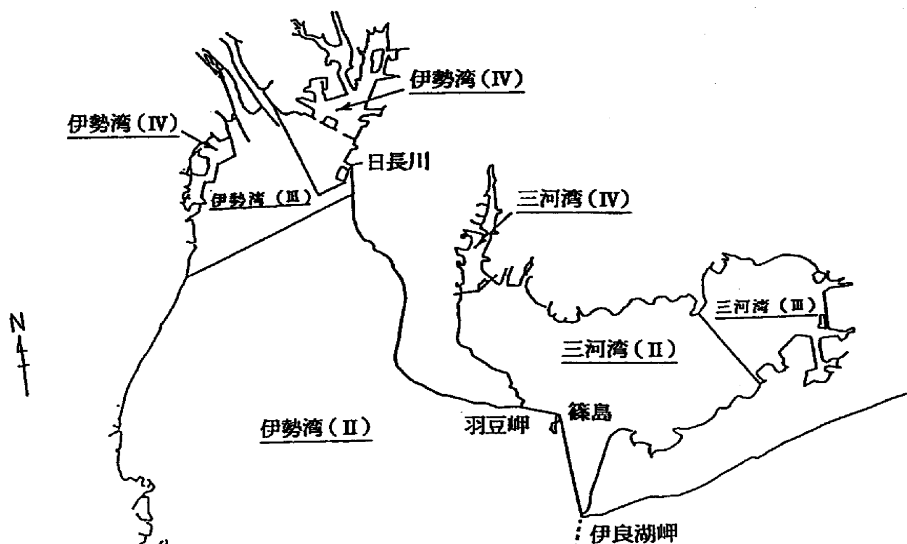 伊勢湾(Ⅳ)
伊勢湾(Ⅳ)
日長川
伊勢湾(Ⅲ)
三河湾(Ⅳ)
三河湾(Ⅲ)
三河湾(Ⅱ)
N
伊勢湾(Ⅱ)
羽豆岬
篠島
伊良湖岬